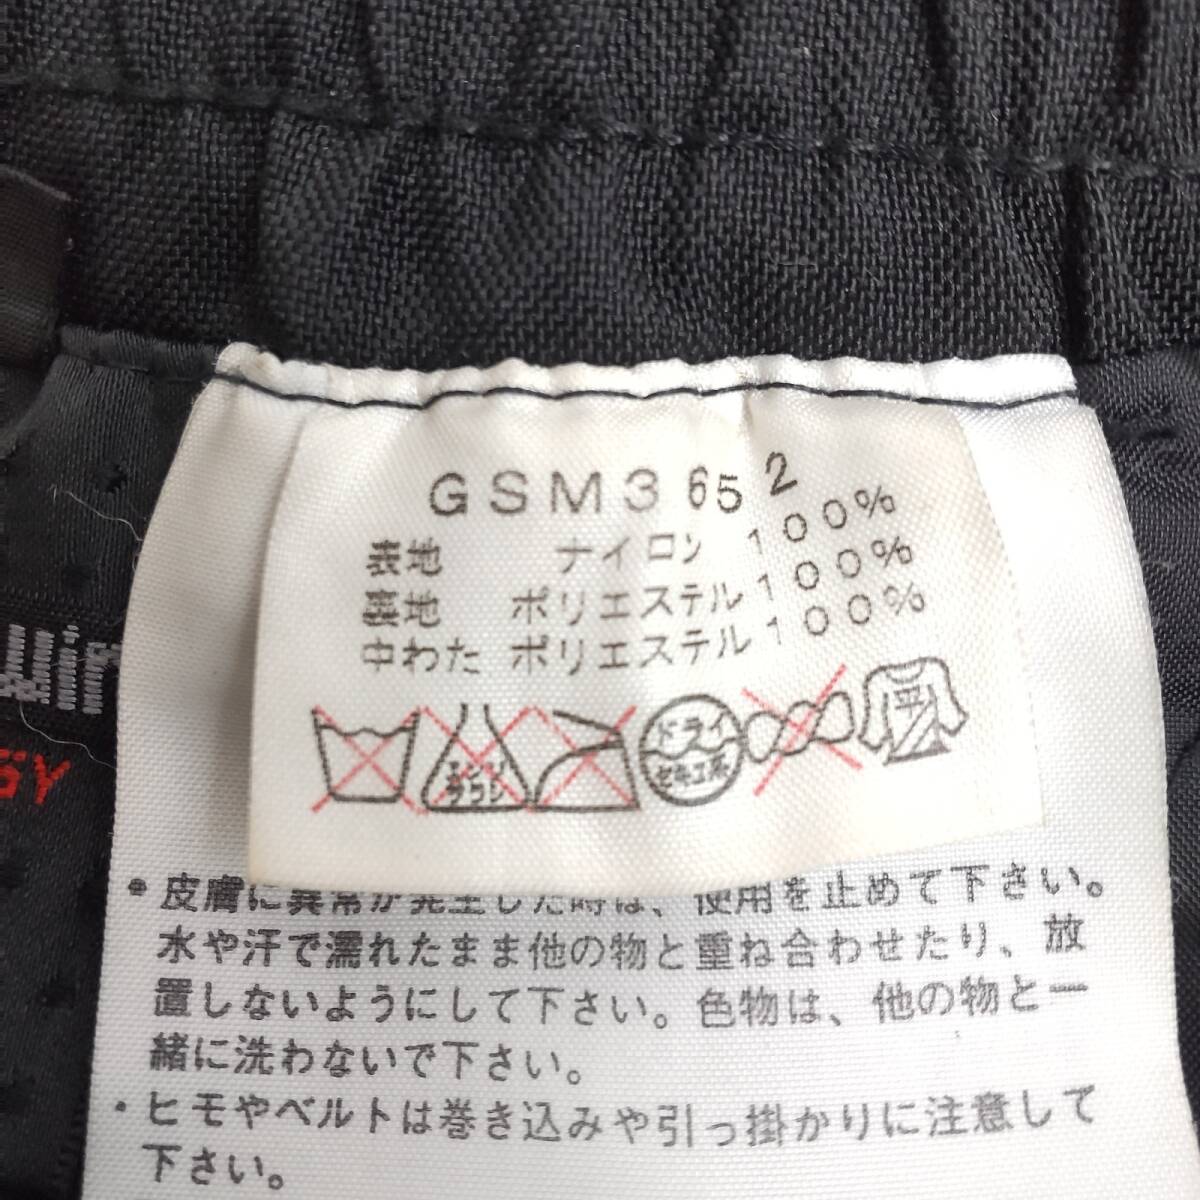 GSM3652
表地 ナイロン 100%
裏地 ポリエステル100%
中わた ポリエステル100%
ドライ
セキユ系
平
・皮膚に異常が発生した時は、使用を止めて下さい。
水や汗で濡れたまま他の物と重ね合わせたり、放
置しないようにして下さい。色物は、他の物と一
緒に洗わないで下さい。
・ヒモやベルトは巻き込みや引っ掛かりに注意して
下さい。